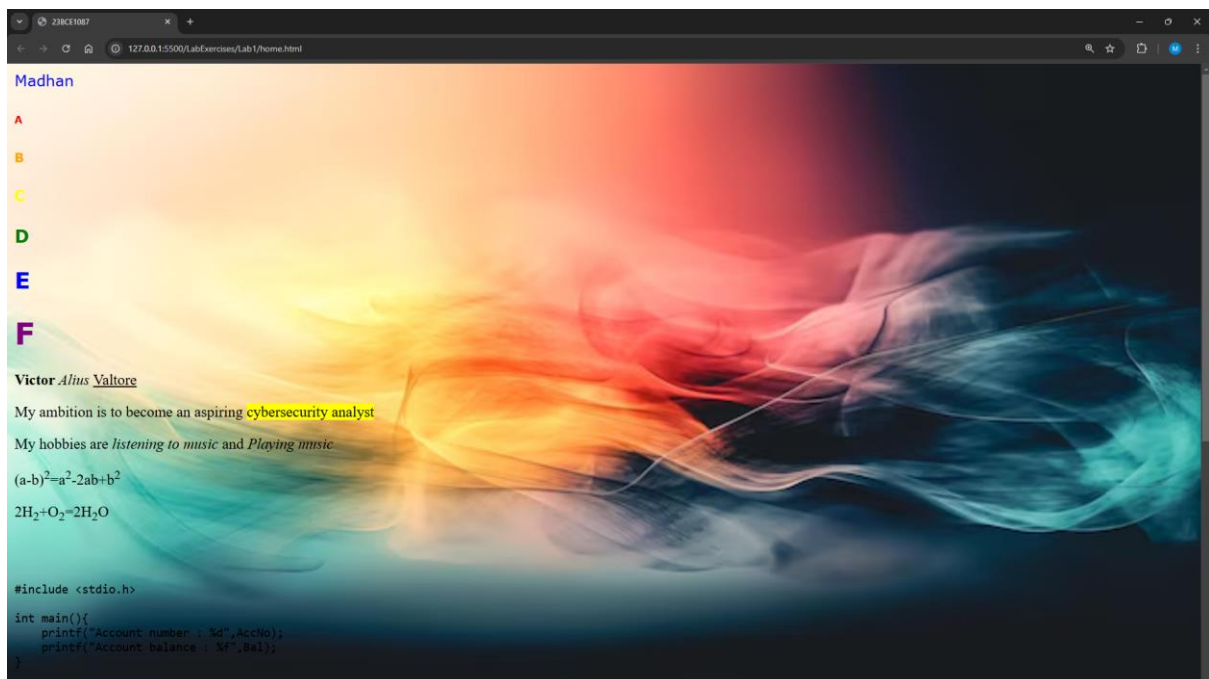 23BCE1087
127.0.0.1:5500/LabExercises/Lab1/home.html
M
Madhan
A
B
C
D
E
F
Victor Alius Valtore
My ambition is to become an aspiring cybersecurity analyst
My hobbies are listening to music and Playing music
(a-b)²=a²-2ab+b²
2H₂+O₂=2H₂O
#include <stdio.h>
int main(){
    printf("Account number : %d",AccNo);
    printf("Account balance : %f",Bal);
}